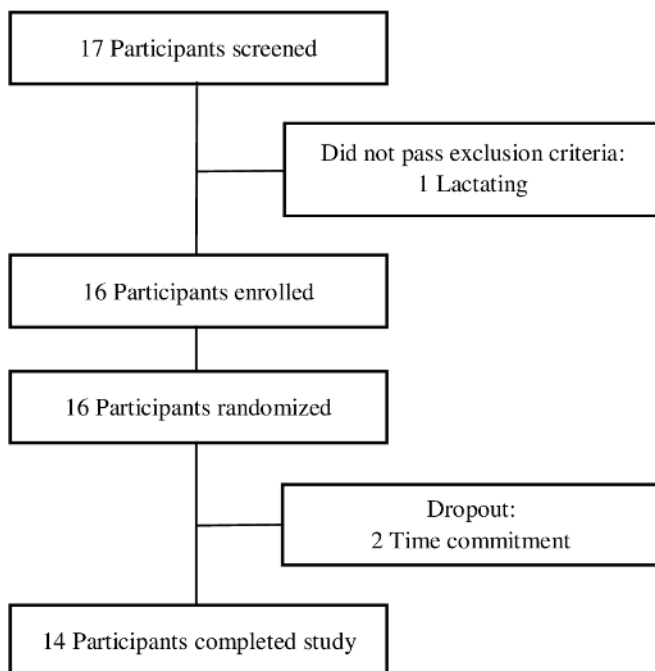 17 Participants screened
Did not pass exclusion criteria:
1 Lactating
16 Participants enrolled
16 Participants randomized
Dropout:
2 Time commitment
14 Participants completed study